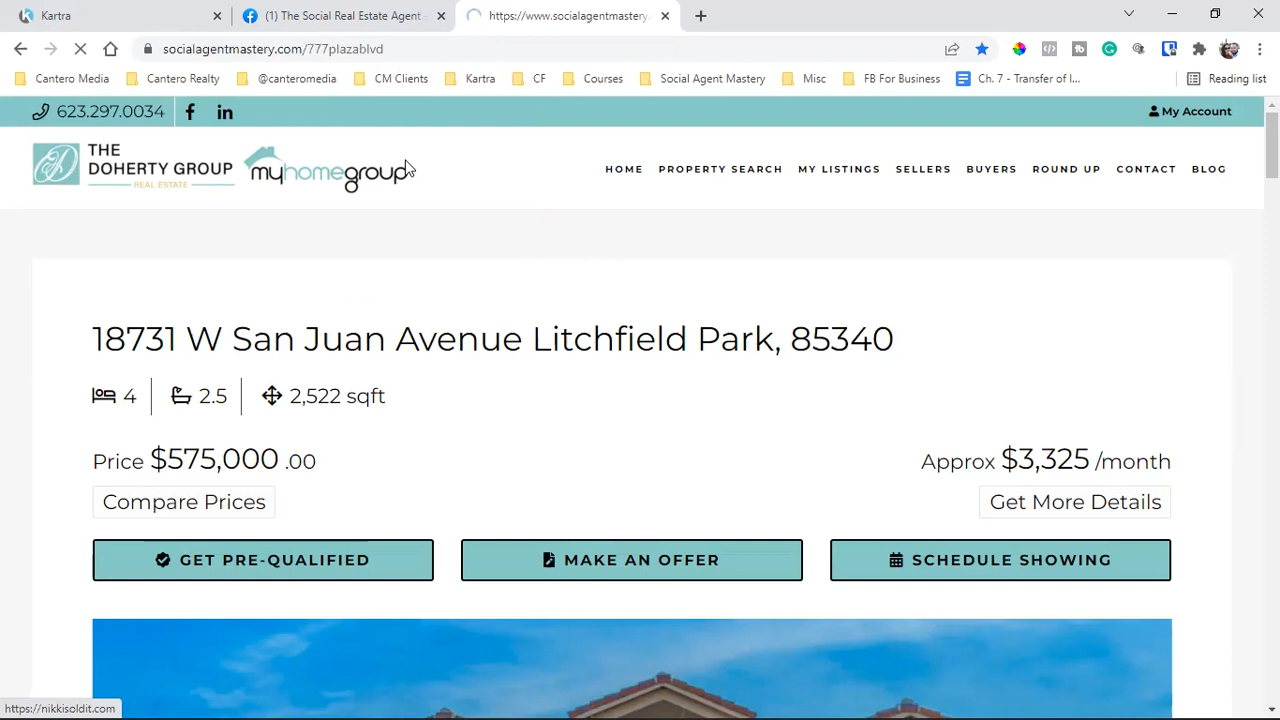 Kartra
(1) The Social Real Estate Agent
https://www.socialagentmastery.
socialagentmastery.com/777plazablvd
Cantero Media
Cantero Realty
@canteromedia
CM Clients
Kartra
CF
Courses
Social Agent Mastery
Misc
FB For Business
Ch. 7 - Transfer of I...
Reading list
623.297.0034
My Account
THE
DOHERTY GROUP
REAL ESTATE
myhomegroup
HOME
PROPERTY SEARCH
MY LISTINGS
SELLERS
BUYERS
ROUND UP
CONTACT
BLOG
18731 W San Juan Avenue Litchfield Park, 85340
4
2.5
2,522 sqft
Price $575,000 .00
Approx $3,325 /month
Compare Prices
Get More Details
GET PRE-QUALIFIED
MAKE AN OFFER
SCHEDULE SHOWING
https://nikkisoldit.com